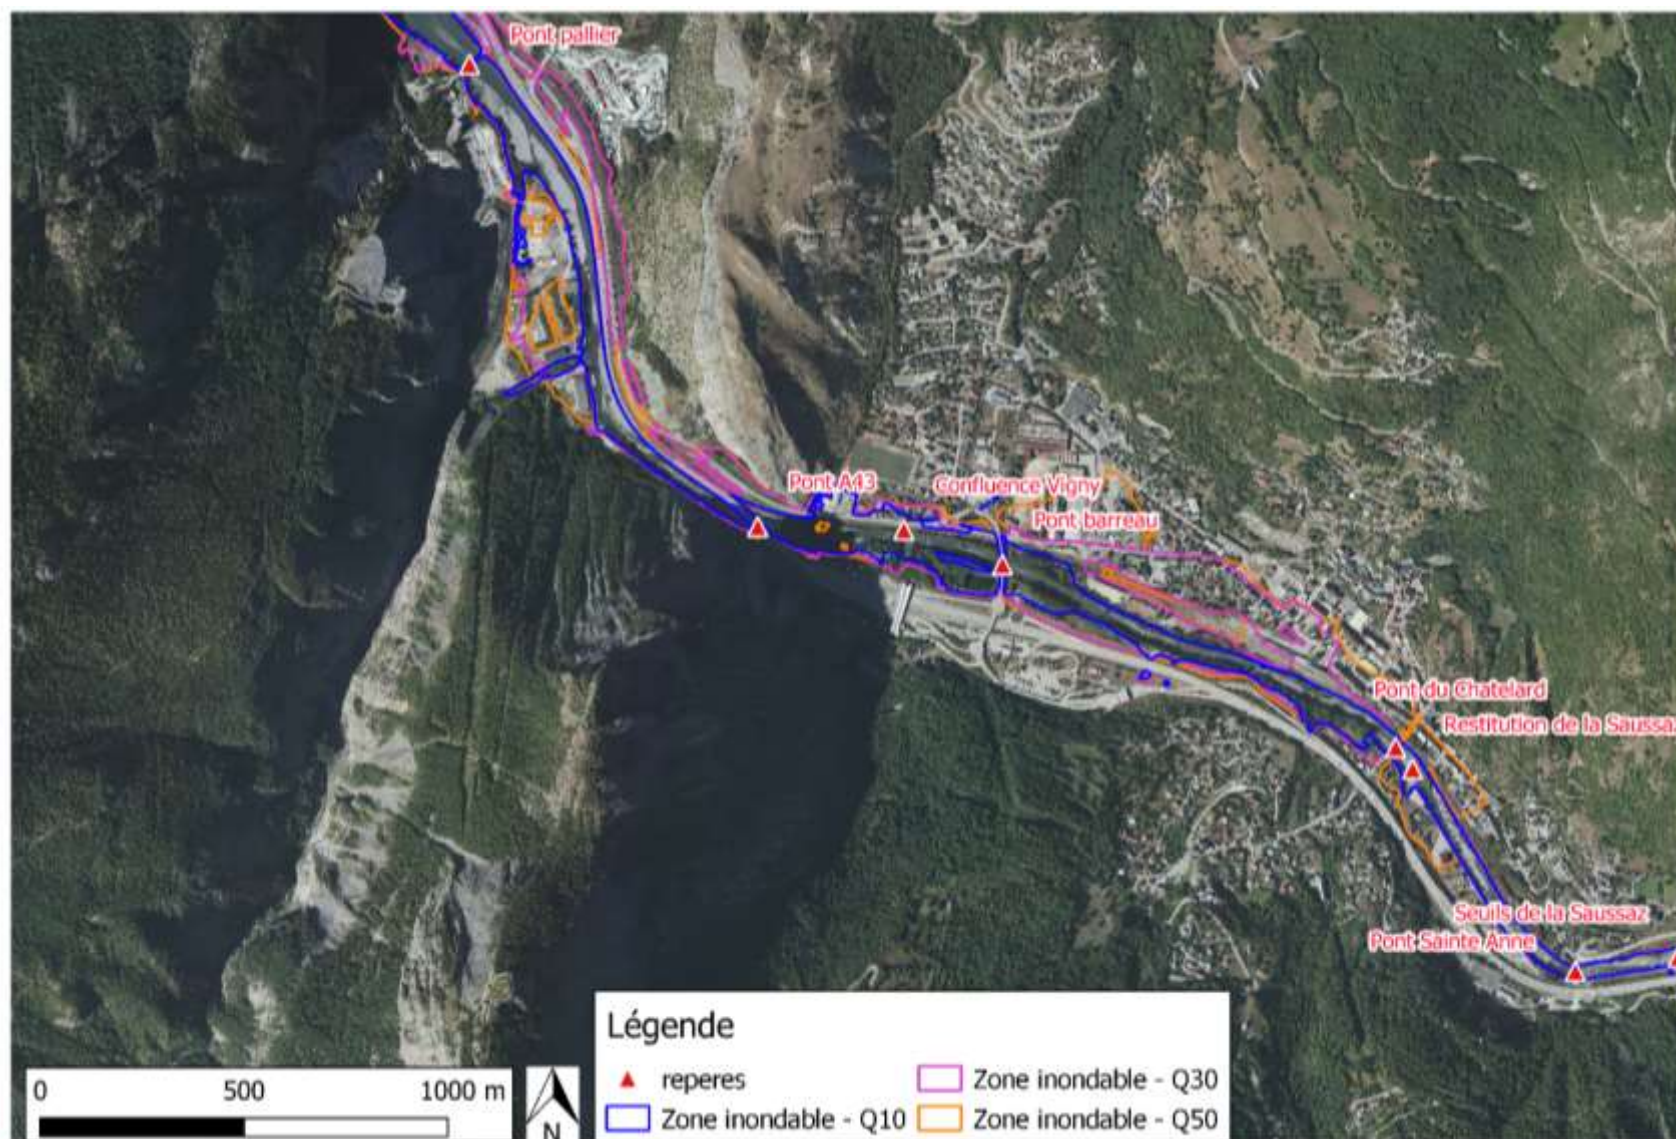 Pont pallier
Pont A43
Confluence Vigny
Pont barreau
Pont du Chatelard
Restitution de la Saussaz
Seuils de la Saussaz
Pont Sainte Anne
Légende
0 500 1000 m
N
reperes
Zone inondable - Q10
Zone inondable - Q30
Zone inondable - Q50